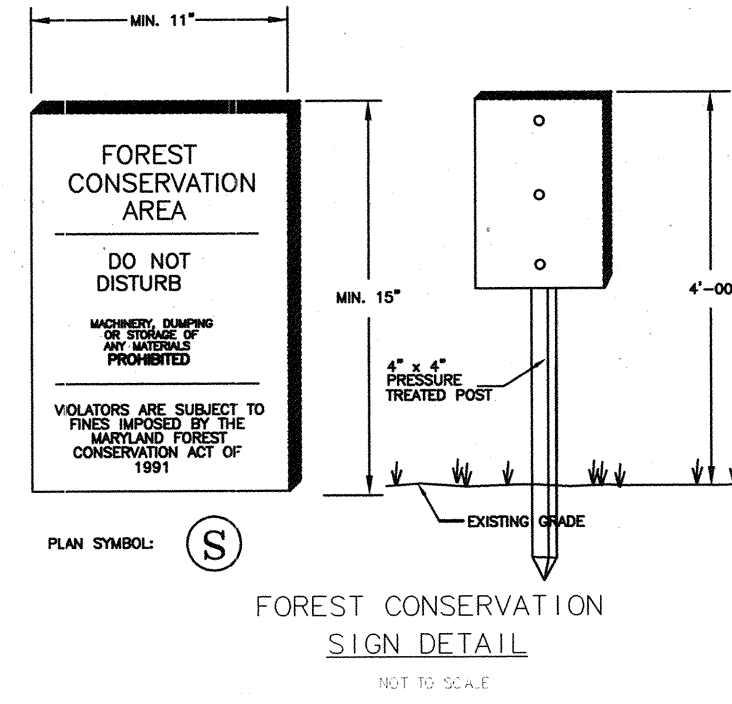 MIN. 11"
FOREST
CONSERVATION
AREA
DO NOT
DISTURB
MACHINERY, DUMPING
OR STORAGE OF
ANY MATERIALS
PROHIBITED
VIOLATORS ARE SUBJECT TO
FINES IMPOSED BY THE
MARYLAND FOREST
CONSERVATION ACT OF
1991
MIN. 15"
4'-00
4" x 4"
PRESSURE
TREATED POST
EXISTING GRADE
PLAN SYMBOL:
S
FOREST CONSERVATION
SIGN DETAIL
NOT TO SCALE